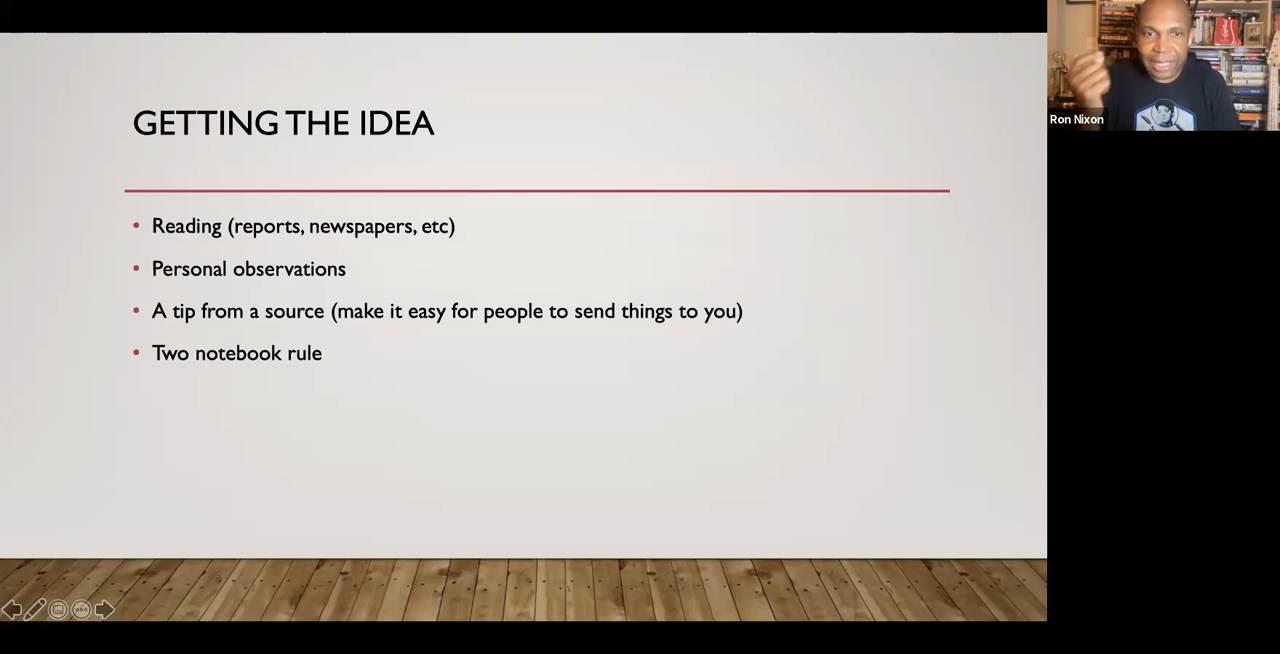 GETTING THE IDEA
• Reading (reports, newspapers, etc)
• Personal observations
• A tip from a source (make it easy for people to send things to you)
• Two notebook rule
Ron Nixon